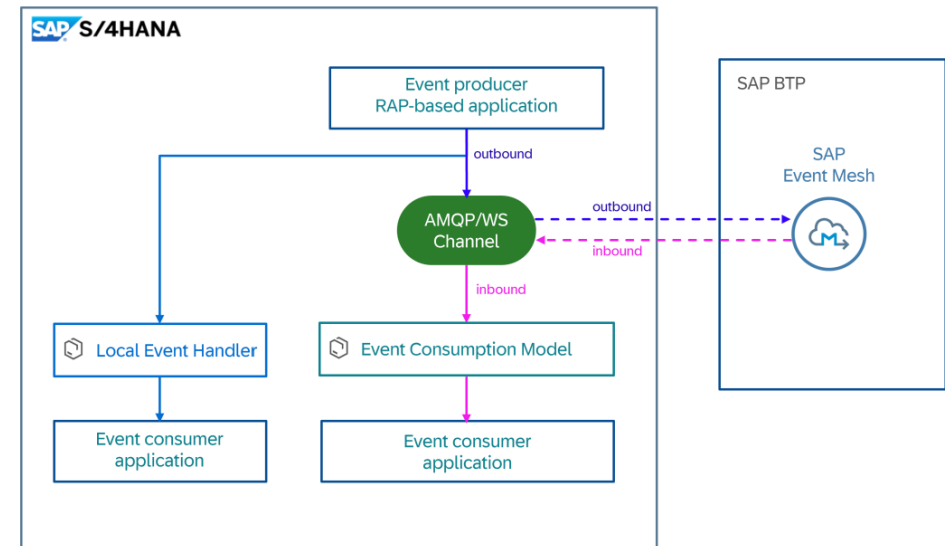 SAP S/4HANA
Event producer
RAP-based application
outbound
SAP BTP
SAP
Event Mesh
AMQP/WS
Channel
outbound
inbound
inbound
Local Event Handler
Event Consumption Model
Event consumer
application
Event consumer
application